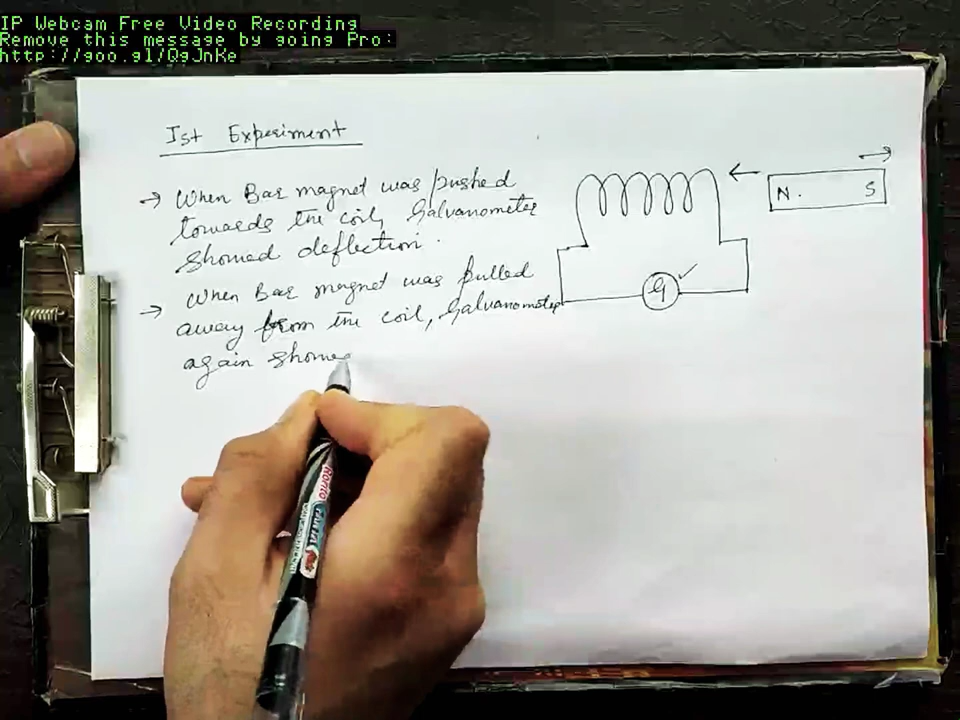 IP Webcam Free Video Recording
Remove this message by going Pro:
http://goo.gl/QgJnKe
Ist Experiment
→ When Bar magnet was pushed
towards the coil, Galvanometer
showed deflection.
→ When Bar magnet was pulled
away from the coil, Galvanometer
again showe
N. S
G
Rorito